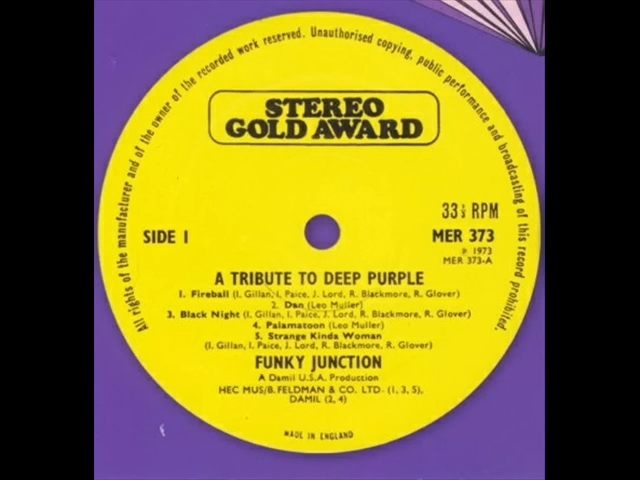 All rights of the manufacturer and of the owner of the recorded work reserved. Unauthorised copying, public performance and broadcasting of this record prohibited.
STEREO
GOLD AWARD
33⅓ RPM
SIDE 1
MER 373
℗ 1973
MER 373-A
A TRIBUTE TO DEEP PURPLE
1. Fireball (I. Gillan, I. Paice, J. Lord, R. Blackmore, R. Glover)
2. Dan (Leo Muller)
3. Black Night (I. Gillan, I. Paice, J. Lord, R. Blackmore, R. Glover)
4. Palamatoon (Leo Muller)
5. Strange Kinda Woman
(I. Gillan, I. Paice, J. Lord, R. Blackmore, R. Glover)
FUNKY JUNCTION
A Damil U.S.A. Production
HEC MUS/B. FELDMAN & CO. LTD- (1, 3, 5),
DAMIL (2, 4)
MADE IN ENGLAND